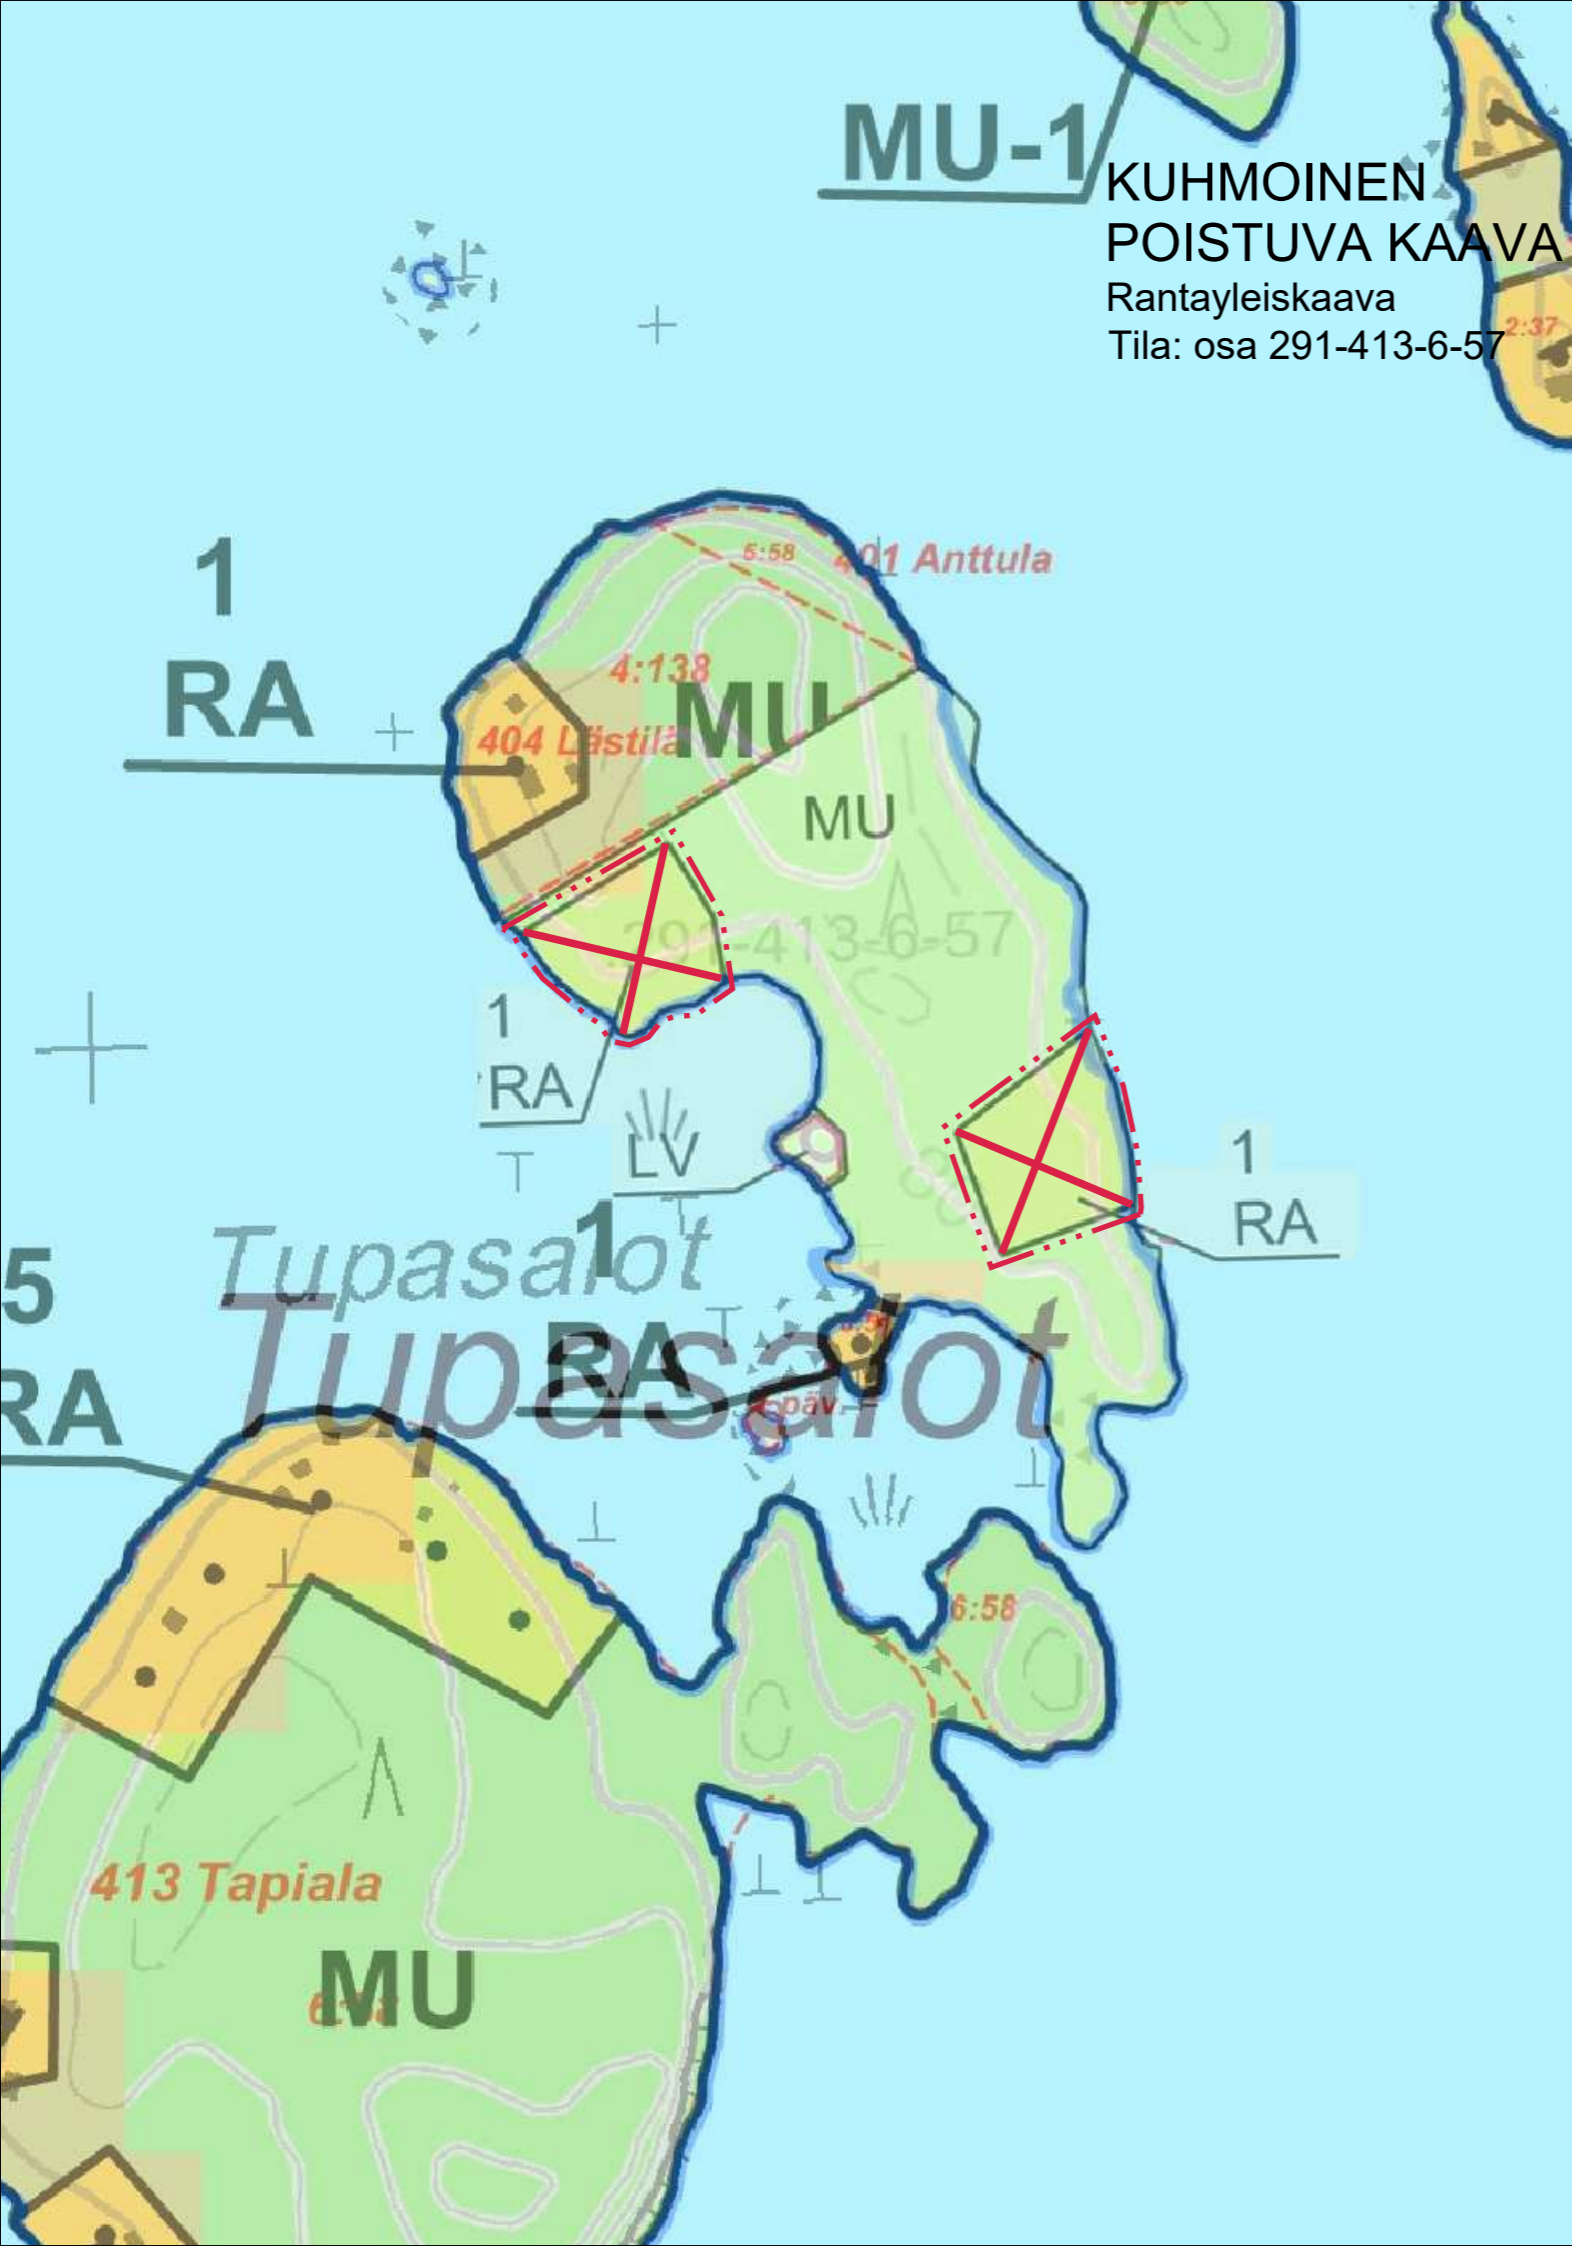 MU-1
KUHMOINEN
POISTUVA KAAVA
Rantayleiskaava
Tila: osa 291-413-6-57
2:37
1
RA
5:58
401 Anttula
4:138
MU
404 Lästilä
MU
291-413-6-57
1
RA
LV
1
RA
Tupasalot
1
RA
Tupasalot
5
RA
päv.
6:58
413 Tapiala
MU